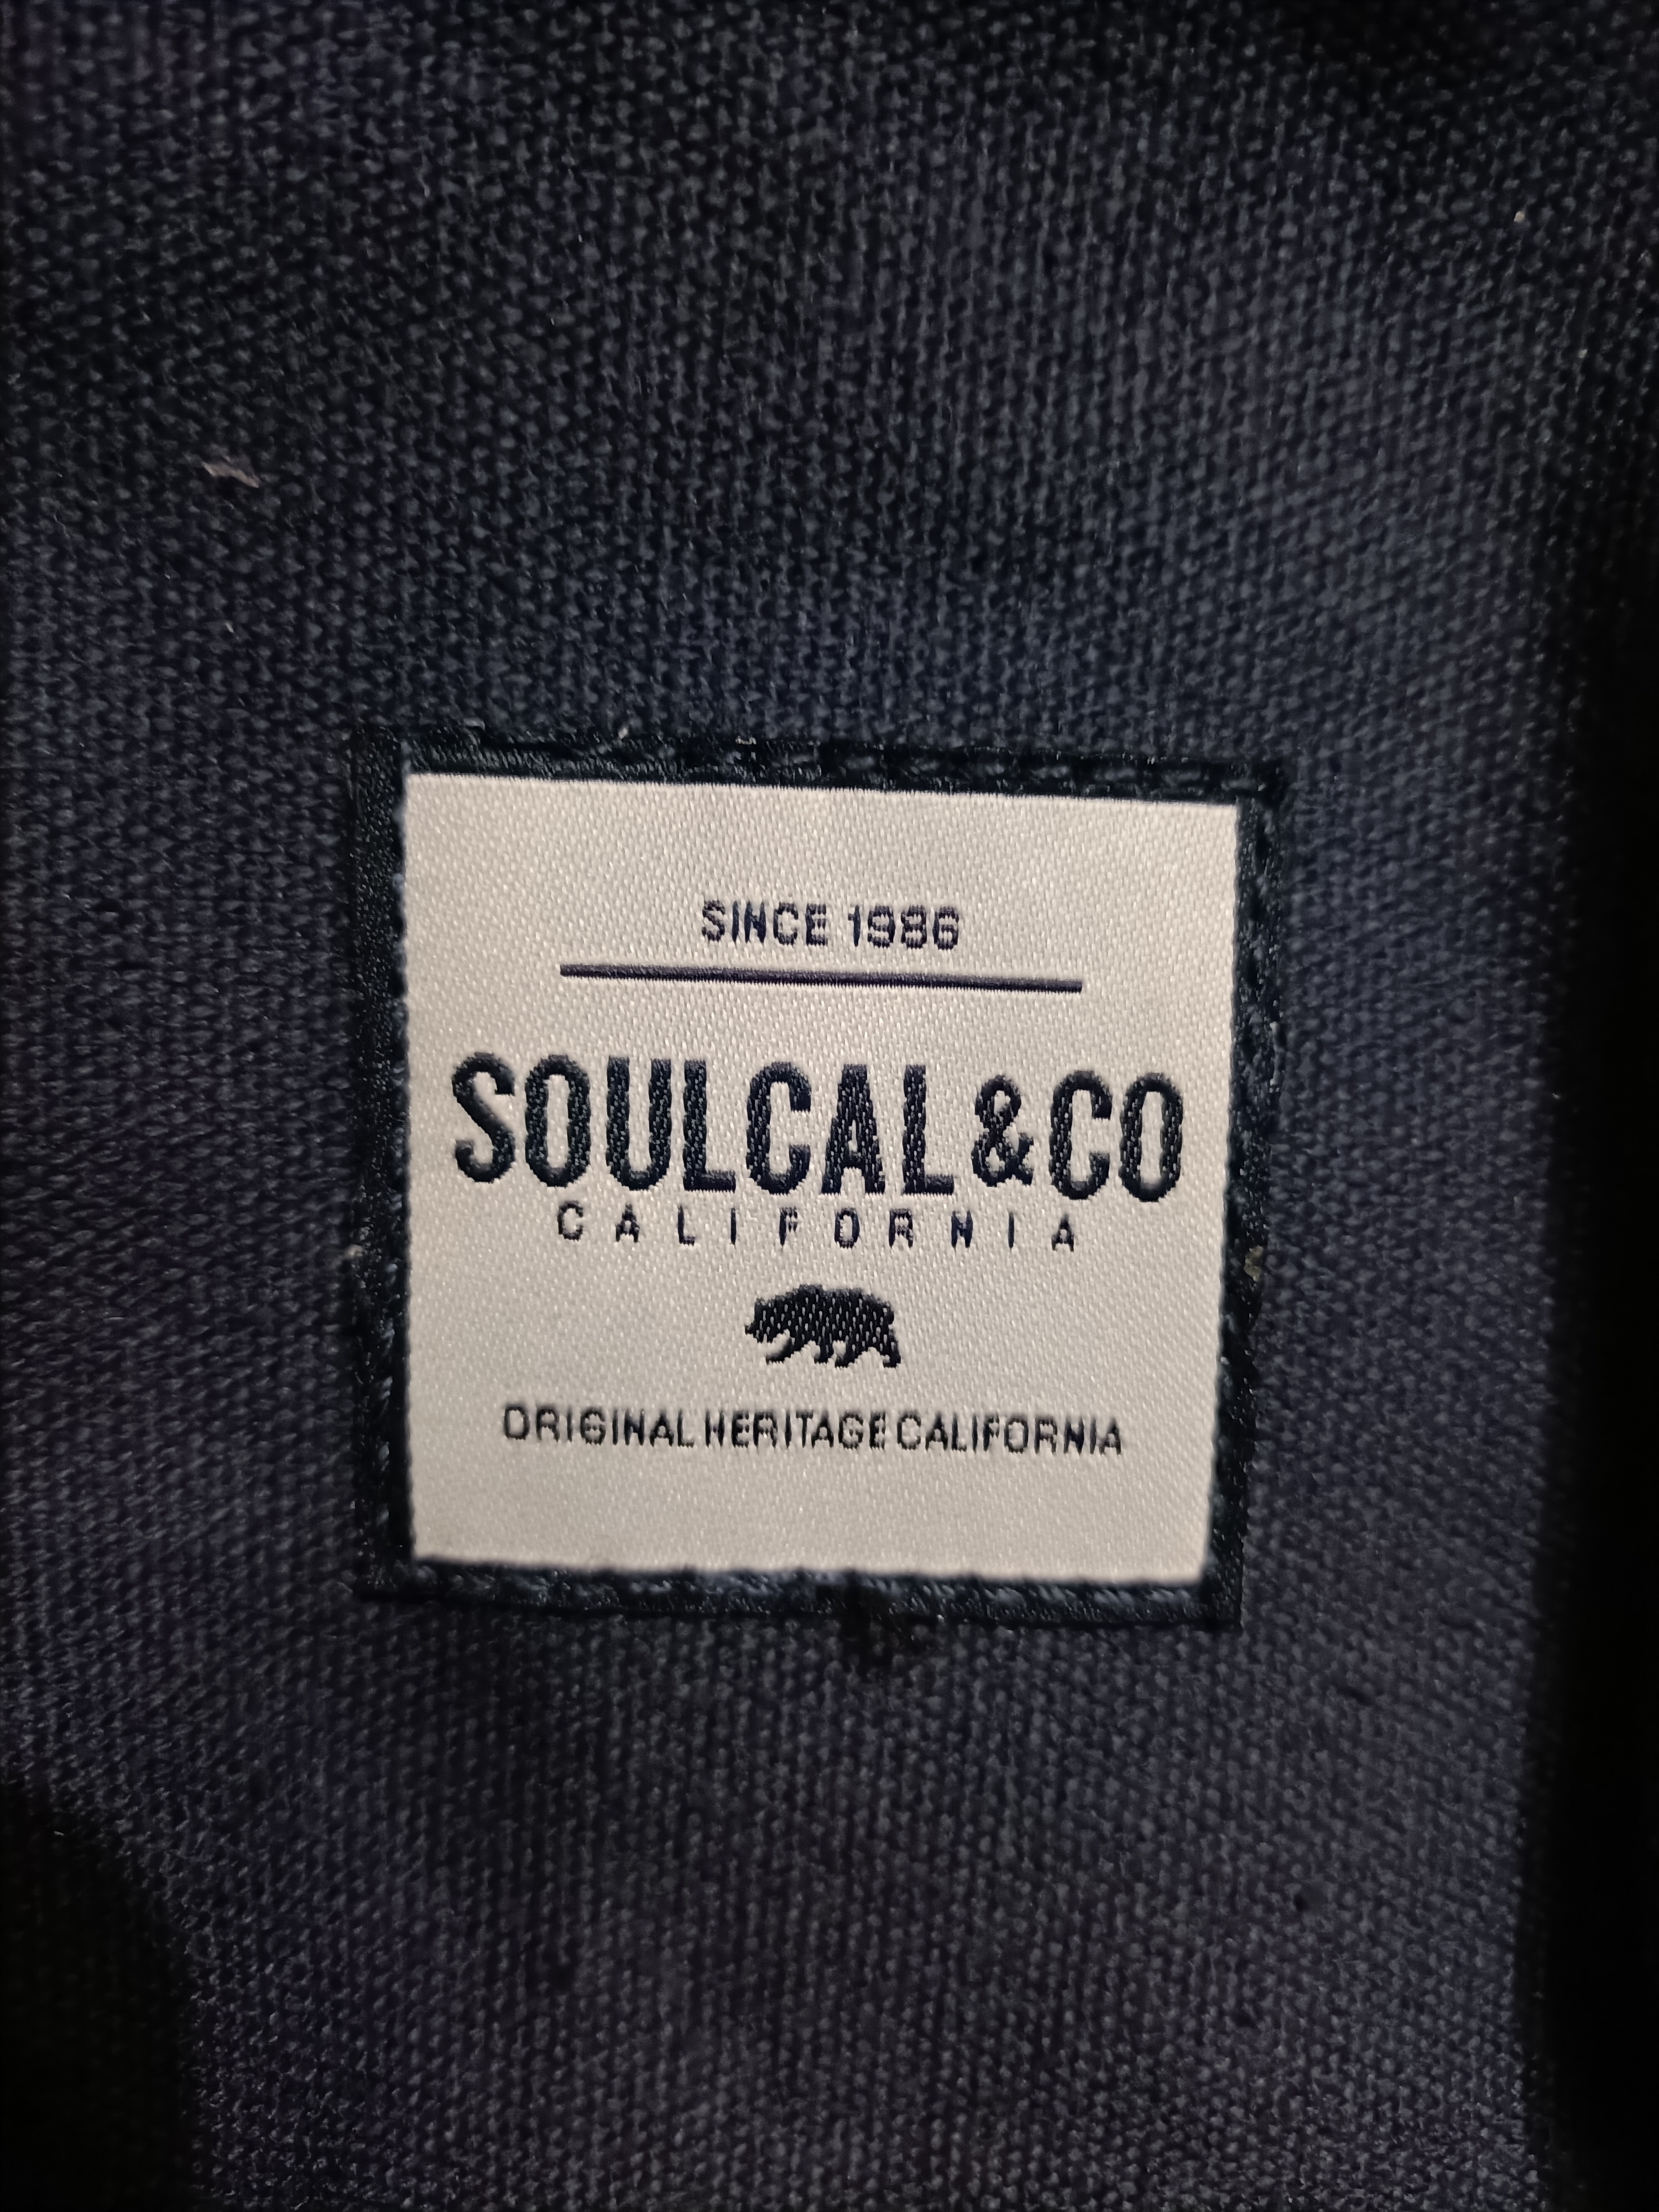 SINCE 1986
SOULCAL&CO
CALIFORNIA
ORIGINAL HERITAGE CALIFORNIA